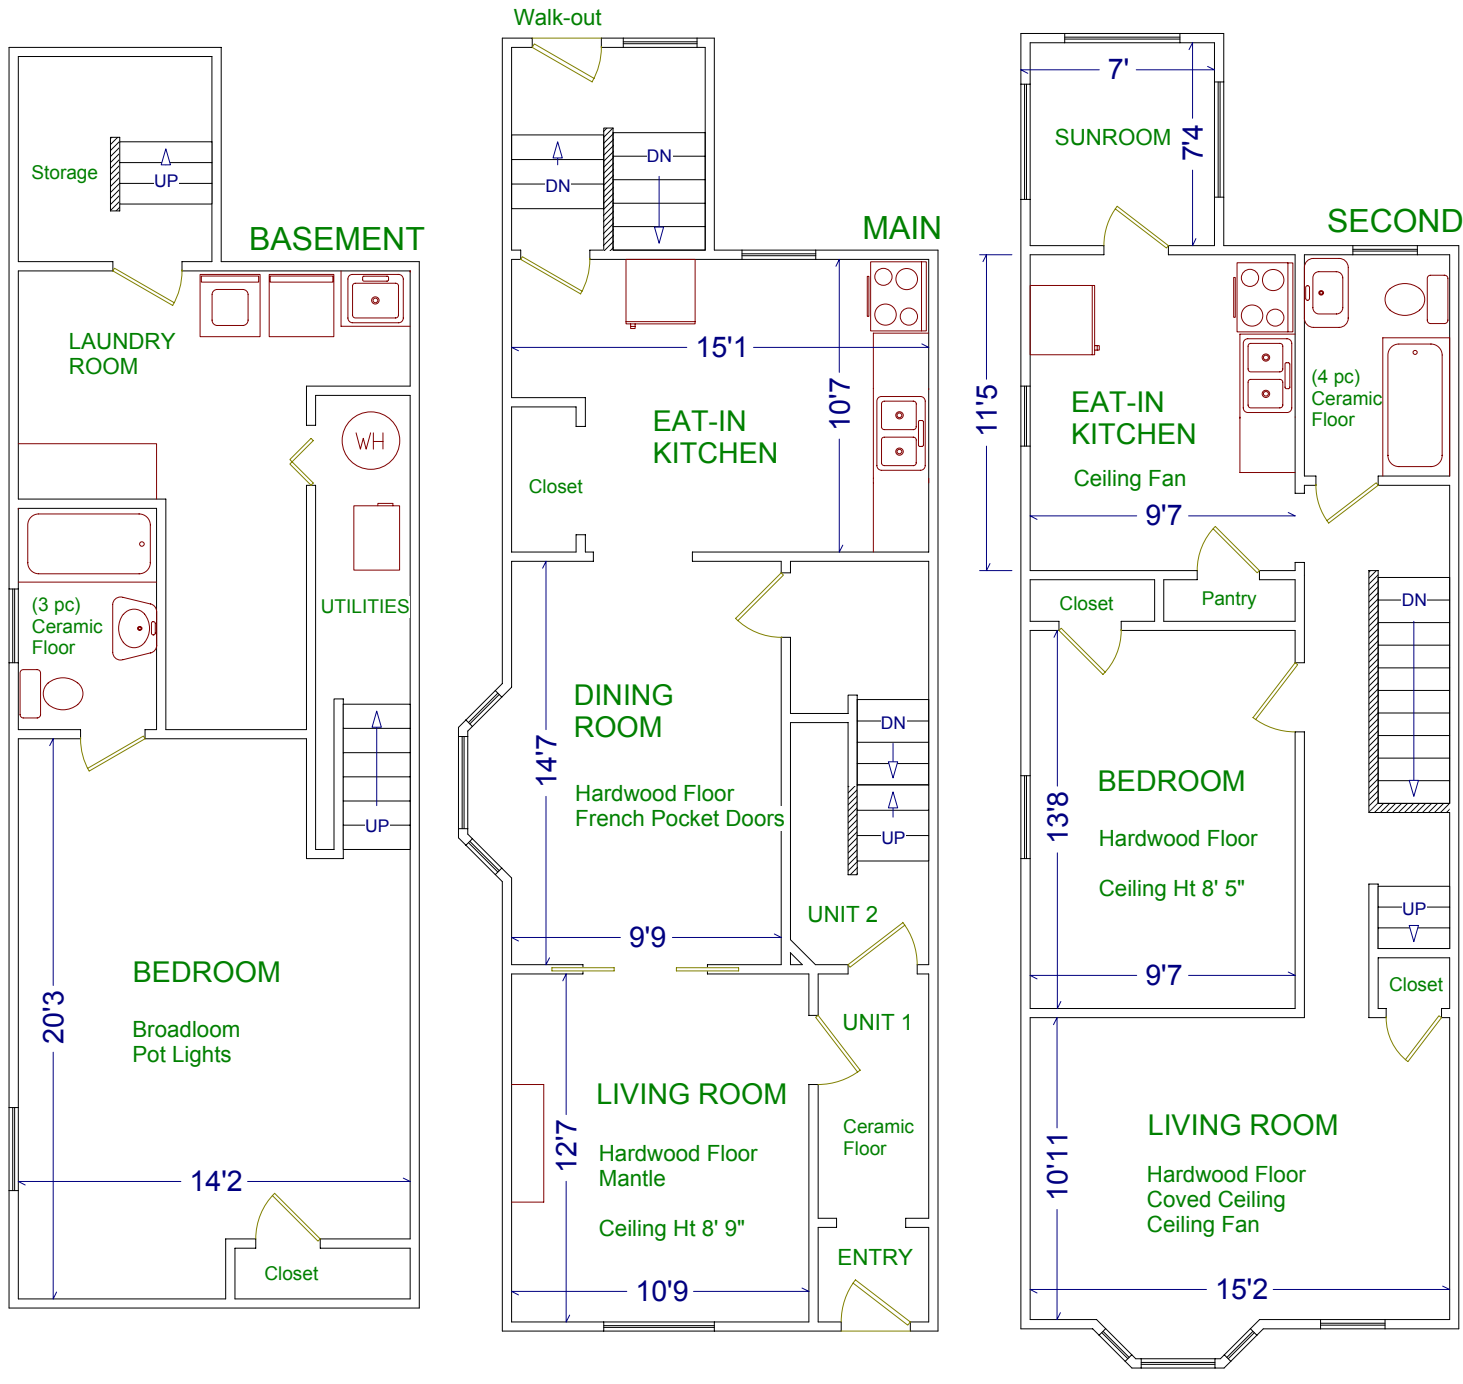 BASEMENT
Storage
UP
LAUNDRY
ROOM
WH
UTILITIES
(3 pc)
Ceramic
Floor
UP
BEDROOM
Broadloom
Pot Lights
20'3
14'2
Closet
Walk-out
MAIN
DN
DN
15'1
10'7
EAT-IN
KITCHEN
Closet
DINING
ROOM
14'7
Hardwood Floor
French Pocket Doors
9'9
DN
UP
UNIT 2
UNIT 1
LIVING ROOM
12'7
Hardwood Floor
Mantle
Ceiling Ht 8' 9"
10'9
Ceramic
Floor
ENTRY
SECOND
7'
SUNROOM
7'4
11'5
EAT-IN
KITCHEN
Ceiling Fan
9'7
(4 pc)
Ceramic
Floor
Closet
Pantry
DN
BEDROOM
13'8
Hardwood Floor
Ceiling Ht 8' 5"
9'7
UP
Closet
LIVING ROOM
10'11
Hardwood Floor
Coved Ceiling
Ceiling Fan
15'2